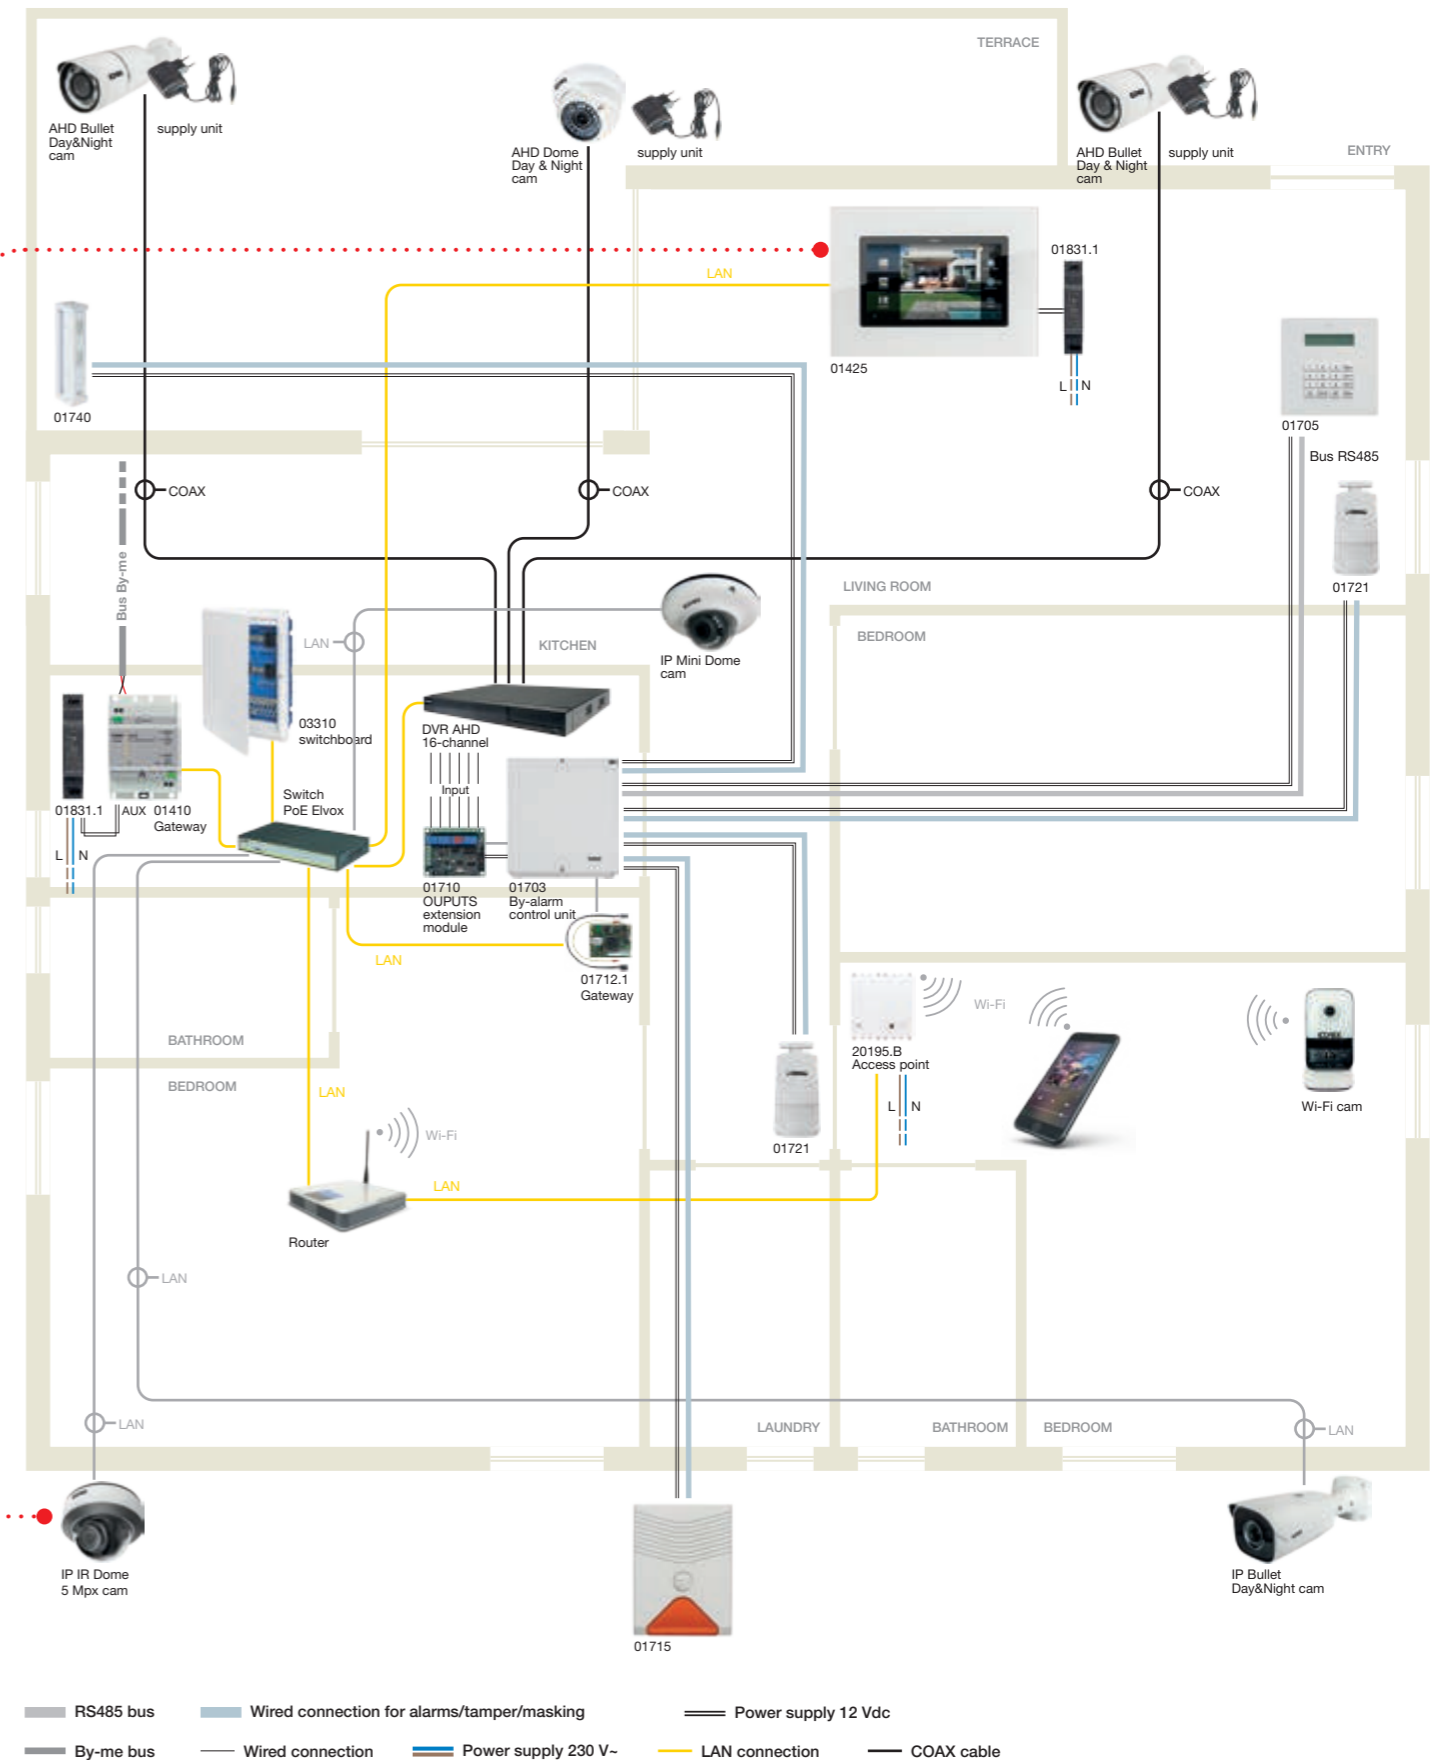 TERRACE
AHD Bullet
Day&Night
cam
supply unit
AHD Dome
Day & Night
cam
supply unit
AHD Bullet
Day & Night
cam
supply unit
ENTRY
LAN
01831.1
01425
L N
01740
01705
Bus RS485
COAX
COAX
COAX
01721
Bus By-me
LIVING ROOM
BEDROOM
LAN
KITCHEN
IP Mini Dome
cam
03310
switchboard
DVR AHD
16-channel
Input
Switch
PoE Elvox
01831.1
AUX 01410
Gateway
L N
01710
OUPUTS
extension
module
01703
By-alarm
control unit
LAN
01712.1
Gateway
Wi-Fi
BATHROOM
BEDROOM
20195.B
Access point
L N
Wi-Fi cam
LAN
Wi-Fi
01721
LAN
Router
LAN
LAN
LAUNDRY
BATHROOM
BEDROOM
LAN
IP IR Dome
5 Mpx cam
IP Bullet
Day&Night cam
01715
RS485 bus
Wired connection for alarms/tamper/masking
Power supply 12 Vdc
By-me bus
Wired connection
Power supply 230 V~
LAN connection
COAX cable